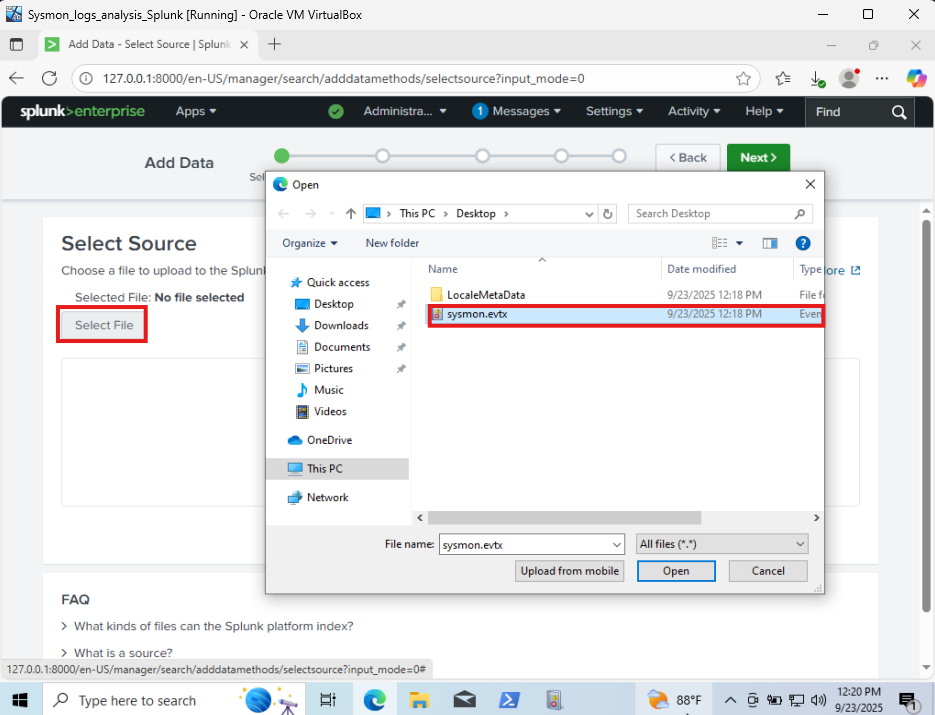 Sysmon_logs_analysis_Splunk [Running] - Oracle VM VirtualBox
Add Data - Select Source | Splunk
127.0.0.1:8000/en-US/manager/search/adddatamethods/selectsource?input_mode=0
splunk>enterprise Apps Administra... 1 Messages Settings Activity Help Find
Add Data
Sel
< Back
Next >
Open
This PC > Desktop >
Search Desktop
Organize
New folder
Select Source
Choose a file to upload to the Splunk
ore
Selected File: No file selected
Select File
Name Date modified Type
LocaleMetaData 9/23/2025 12:18 PM File f
sysmon.evtx 9/23/2025 12:18 PM Even
Quick access
Desktop
Downloads
Documents
Pictures
Music
Videos
OneDrive
This PC
Network
File name: sysmon.evtx
All files (*.*)
Upload from mobile Open Cancel
FAQ
> What kinds of files can the Splunk platform index?
> What is a source?
127.0.0.1:8000/en-US/manager/search/adddatamethods/selectsource?input_mode=0#
Type here to search
88°F
12:20 PM
9/23/2025
1